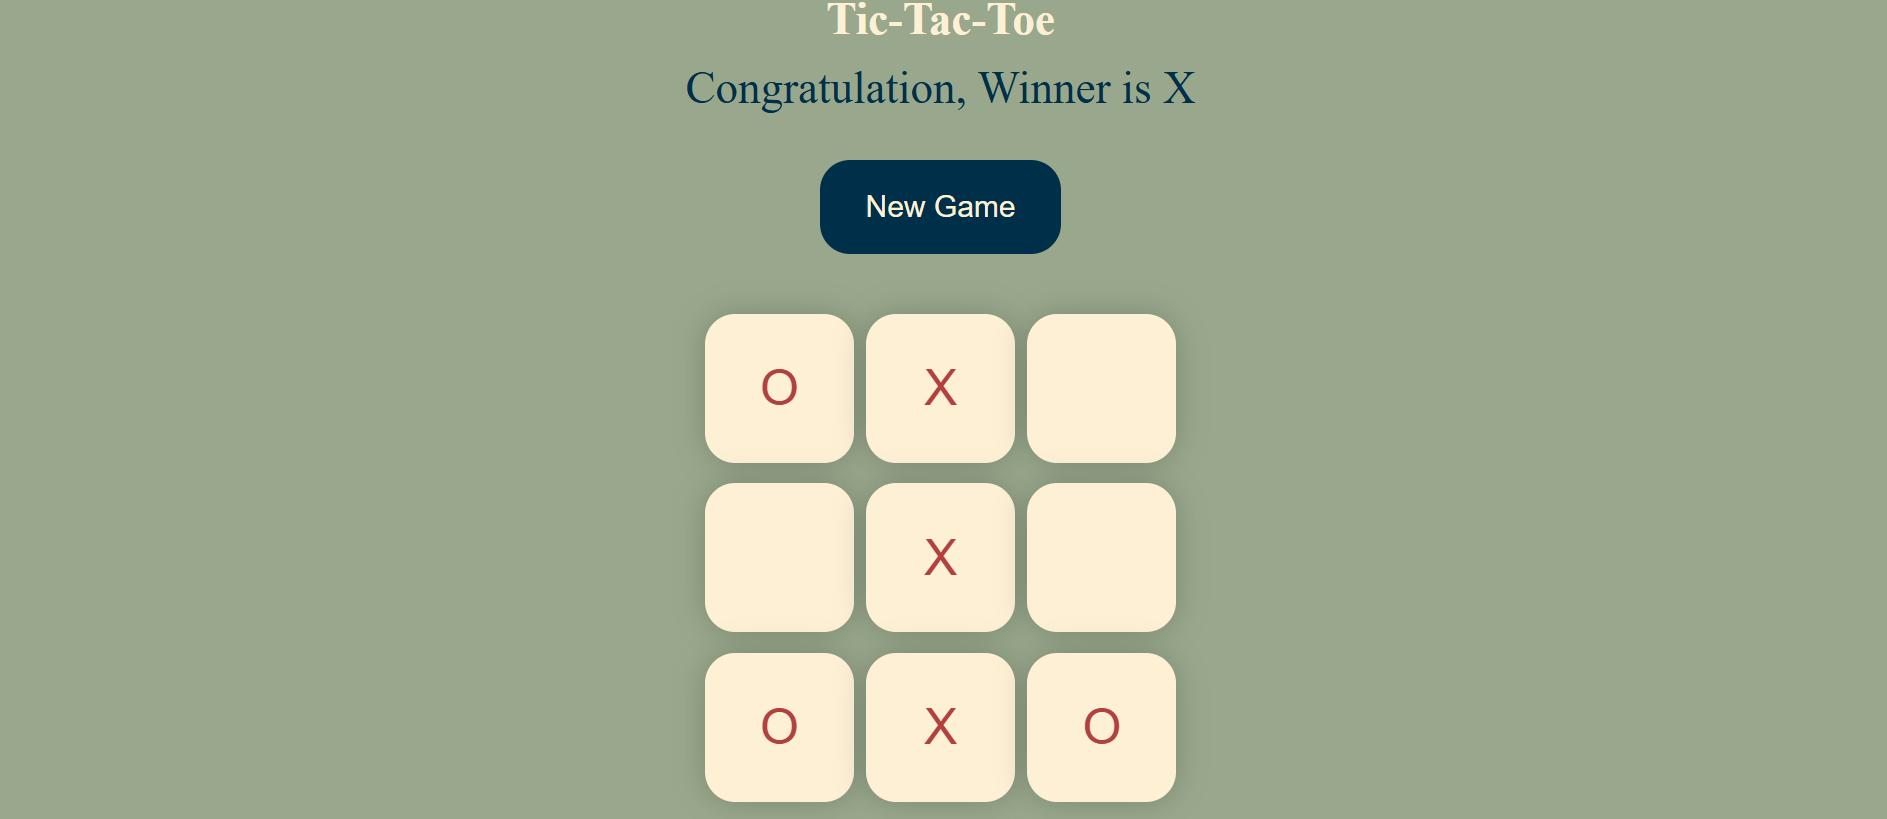 Tic-Tac-Toe
Congratulation, Winner is X
New Game
O X
X
O X O